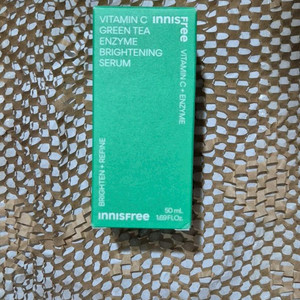 VITAMIN C
GREEN TEA
ENZYME
BRIGHTENING
SERUM
INNISFREE
VITAMIN C + ENZYME
BRIGHTEN + REFINE
INNISFREE
50 mL
1.69 FL.Oz.